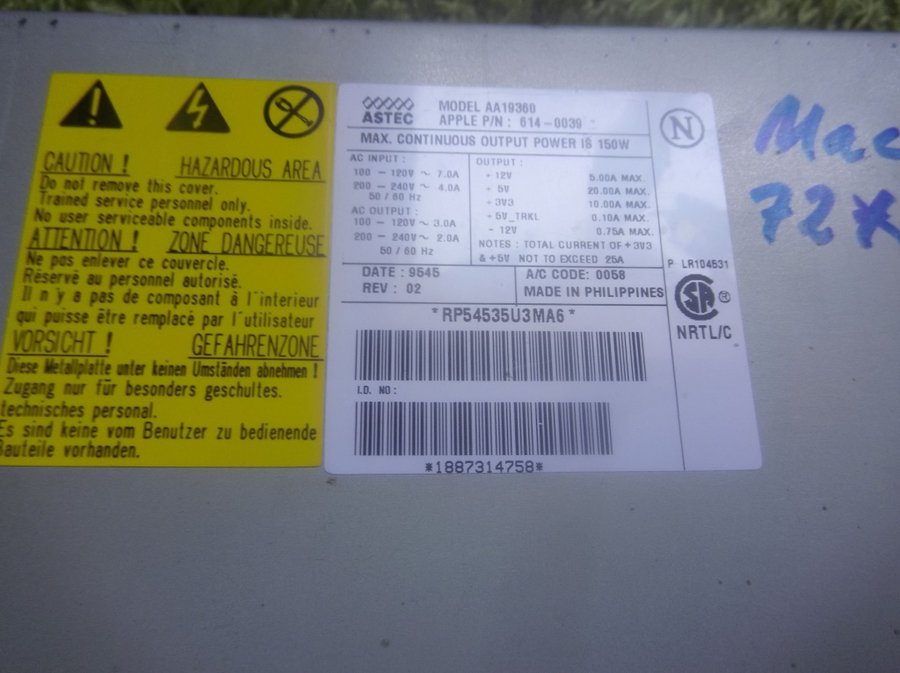 CAUTION ! HAZARDOUS AREA
Do not remove this cover.
Trained service personnel only.
No user serviceable components inside.
ATTENTION ! ZONE DANGEREUSE
Ne pas enlever ce couvercle.
Réservé au personnel autorisé.
Il n'y a pas de composant à l'interieur
qui puisse être remplacé par l'utilisateur
VORSICHT ! GEFAHRENZONE
Diese Metallplatte unter keinen Umständen abnehmen !
Zugang nur für besonders geschultes.
technisches personal.
Es sind keine vom Benutzer zu bedienende
Bauteile vorhanden.
ASTEC
MODEL AA19360
APPLE P/N : 614-0039
MAX. CONTINUOUS OUTPUT POWER IS 150W
AC INPUT :
100 - 120V ~ 7.0A
200 - 240V ~ 4.0A
50 / 60 Hz
AC OUTPUT :
100 - 120V ~ 3.0A
200 - 240V ~ 2.0A
50 / 60 Hz
OUTPUT :
+ 12V 5.00A MAX.
+ 5V 20.00A MAX.
+ 3V3 10.00A MAX.
+ 5V_TRKL 0.10A MAX.
- 12V 0.75A MAX.
NOTES : TOTAL CURRENT OF +3V3
& +5V NOT TO EXCEED 25A
DATE : 9545
REV : 02
A/C CODE : 0058
MADE IN PHILIPPINES
*RP54535U3MA6*
I.D. NO :
*1887314758*
N
P LR104531
SA ®
NRTL/C
Mac
72